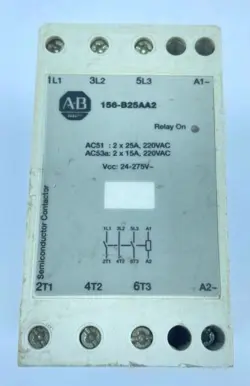 1L1 3L2 5L3 A1~
AB
156-B25AA2
Relay On
AC51 : 2 x 25A, 220VAC
AC53a: 2 x 15A, 220VAC
Vcc: 24-275V~
Semiconductor Contactor
1L1 3L2 5L3 A1
2T1 4T2 6T3 A2
2T1 4T2 6T3 A2~